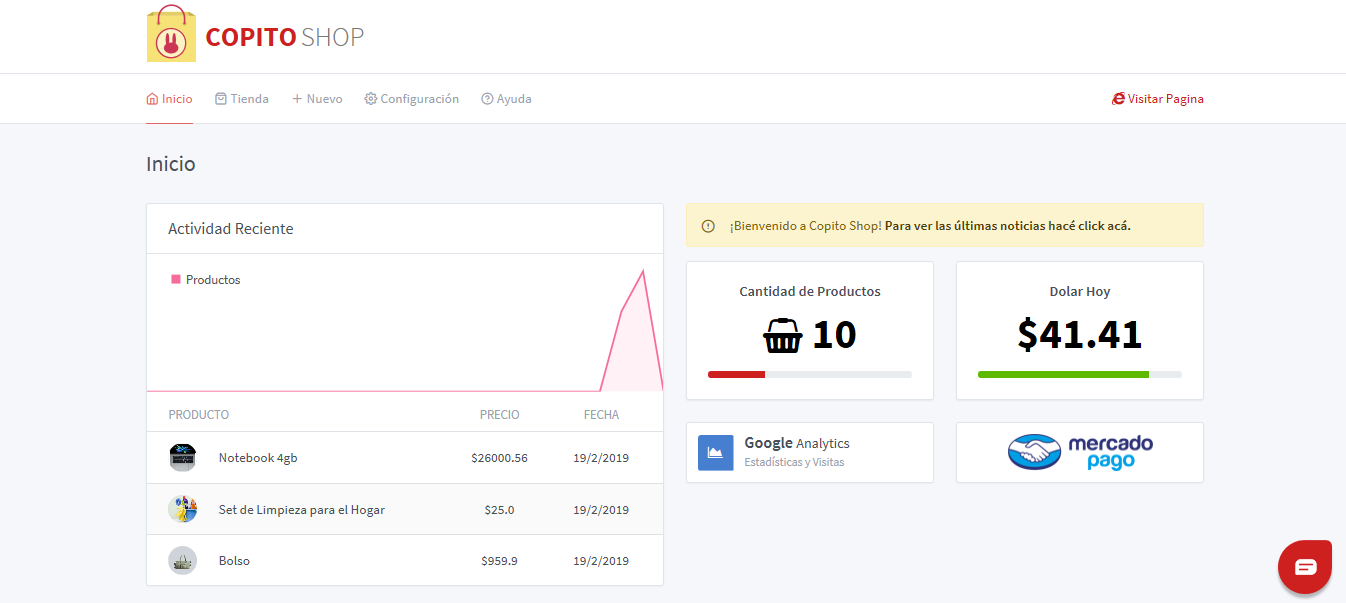 COPITO SHOP
Inicio Tienda Nuevo Configuración Ayuda Visitar Pagina
Inicio
Actividad Reciente
Productos
PRODUCTO PRECIO FECHA
Notebook 4gb $26000.56 19/2/2019
Set de Limpieza para el Hogar $25.0 19/2/2019
Bolso $959.9 19/2/2019
¡Bienvenido a Copito Shop! Para ver las últimas noticias hacé click acá.
Cantidad de Productos
10
Dolar Hoy
$41.41
Google Analytics
Estadísticas y Visitas
mercado
pago